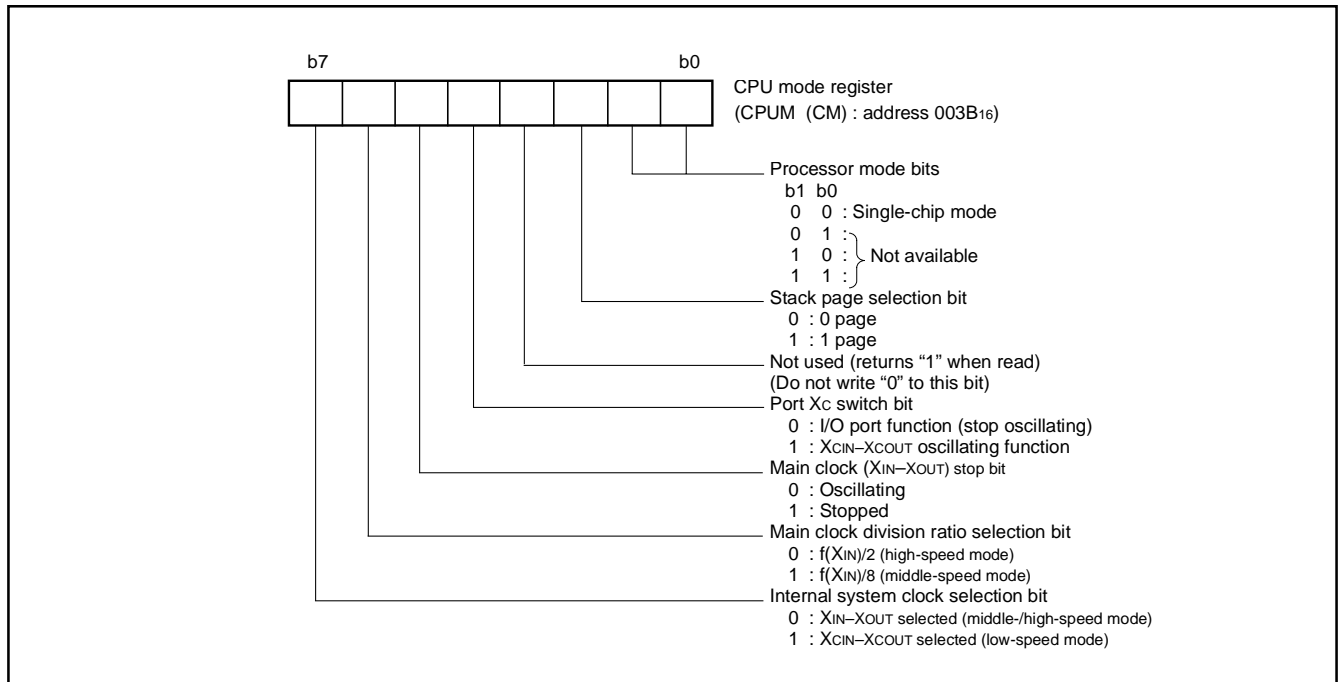 b7 b0
CPU mode register
(CPUM (CM) : address 003B16)
Processor mode bits
b1 b0
0 0 : Single-chip mode
0 1 :
1 0 : Not available
1 1 :
Stack page selection bit
0 : 0 page
1 : 1 page
Not used (returns “1” when read)
(Do not write “0” to this bit)
Port XC switch bit
0 : I/O port function (stop oscillating)
1 : XCIN–XCOUT oscillating function
Main clock (XIN–XOUT) stop bit
0 : Oscillating
1 : Stopped
Main clock division ratio selection bit
0 : f(XIN)/2 (high-speed mode)
1 : f(XIN)/8 (middle-speed mode)
Internal system clock selection bit
0 : XIN–XOUT selected (middle-/high-speed mode)
1 : XCIN–XCOUT selected (low-speed mode)